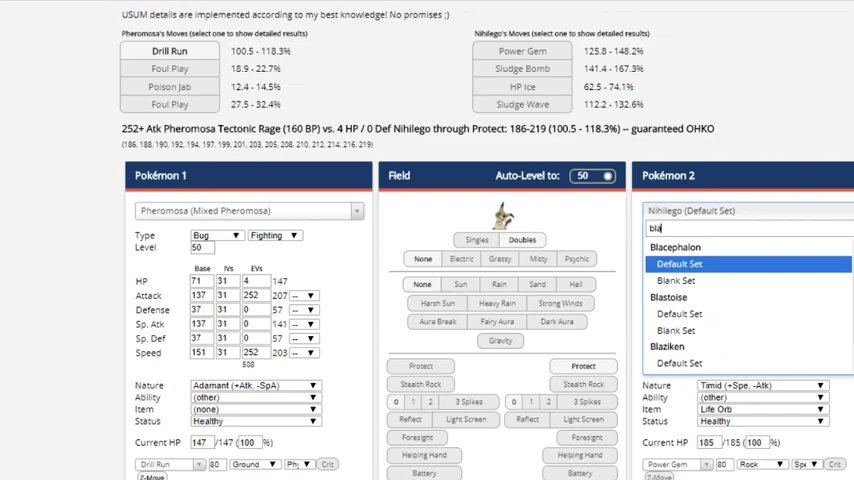 USUM details are implemented according to my best knowledge! No promises ;)
Pheromosa's Moves (select one to show detailed results)
Nihilego's Moves (select one to show detailed results)
Drill Run 100.5 - 118.3%
Power Gem 125.8 - 148.2%
Foul Play 18.9 - 22.7%
Sludge Bomb 141.4 - 167.3%
Poison Jab 12.4 - 14.5%
HP Ice 62.5 - 74.1%
Foul Play 27.5 - 32.4%
Sludge Wave 112.2 - 132.6%
252+ Atk Pheromosa Tectonic Rage (160 BP) vs. 4 HP / 0 Def Nihilego through Protect: 186-219 (100.5 - 118.3%) -- guaranteed OHKO
(186, 188, 190, 192, 194, 197, 199, 201, 203, 205, 208, 210, 212, 214, 216, 219)
Pokémon 1
Field
Auto-Level to: 50
Pokémon 2
Pheromosa (Mixed Pheromosa)
Nihilego (Default Set)
bla
Type Bug Fighting
Level 50
Singles Doubles
Blacephalon
Default Set
Blank Set
Blastoise
Default Set
Blank Set
Blaziken
Default Set
None Electric Grassy Misty Psychic
Base IVs EVs
HP 71 31 4 147
Attack 137 31 252 207 --
Defense 37 31 0 57 --
Sp. Atk 137 31 0 141 --
Sp. Def 37 31 0 57 --
Speed 151 31 252 203 --
508
None Sun Rain Sand Hail
Harsh Sun Heavy Rain Strong Winds
Aura Break Fairy Aura Dark Aura
Gravity
Protect Protect
Stealth Rock Stealth Rock
0 1 2 3 Spikes 0 1 2 3 Spikes
Reflect Light Screen Reflect Light Screen
Foresight Foresight
Helping Hand Helping Hand
Battery Battery
Nature Adamant (+Atk, -SpA)
Ability (other)
Item (none)
Status Healthy
Current HP 147 /147 (100 %)
Drill Run 80 Ground Phy Crit
Z-Move
Nature Timid (+Spe, -Atk)
Ability (other)
Item Life Orb
Status Healthy
Current HP 185 /185 (100 %)
Power Gem 80 Rock Spe Crit
Z-Move